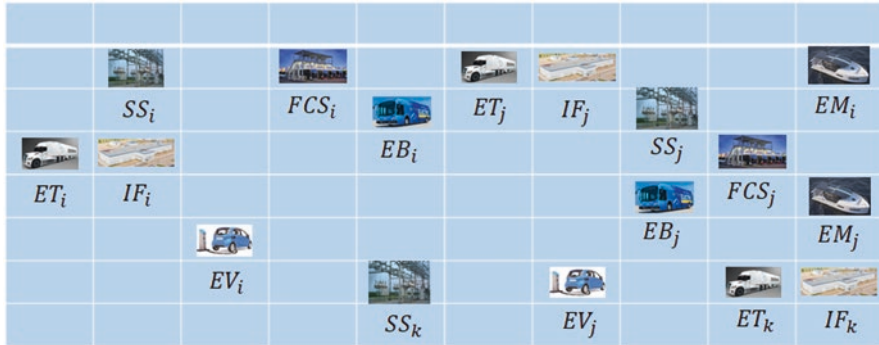 SS_i FCS_i ET_j IF_j EM_i
EB_i SS_j
ET_i IF_i FCS_j
EB_j EM_j
EV_i
SS_k EV_j ET_k IF_k